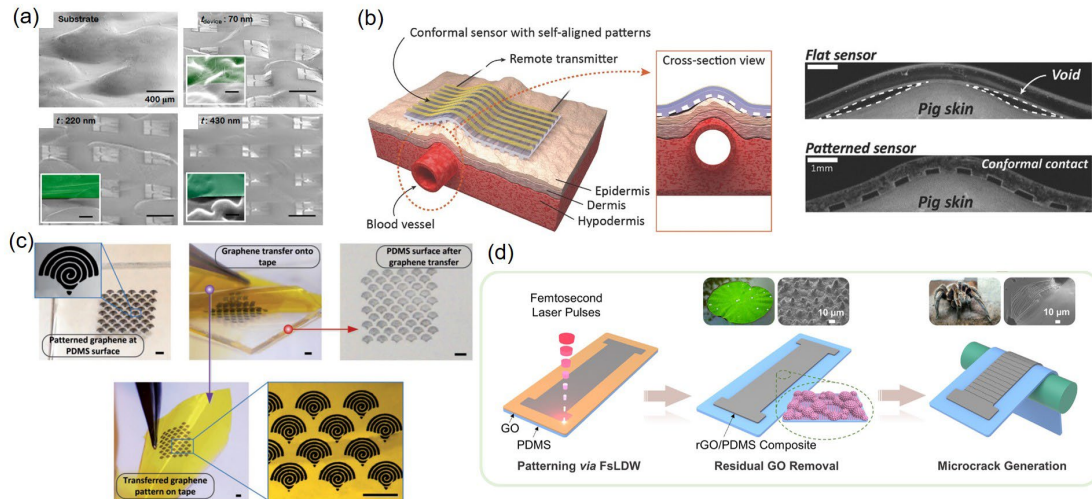 (a)
Substrate
400 μm
t_device: 70 nm
t: 220 nm
t: 430 nm
(b)
Conformal sensor with self-aligned patterns
Remote transmitter
Cross-section view
Epidermis
Dermis
Hypodermis
Blood vessel
Flat sensor
Void
Pig skin
Patterned sensor
1mm
Conformal contact
Pig skin
(c)
Patterned graphene at
PDMS surface
Graphene transfer onto
tape
PDMS surface after
graphene transfer
Transferred graphene
pattern on tape
(d)
Femtosecond
Laser Pulses
GO
PDMS
Patterning via FsLDW
10 μm
rGO/PDMS Composite
Residual GO Removal
10 μm
Microcrack Generation